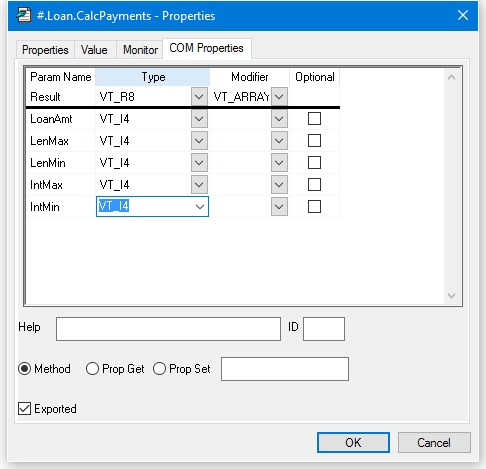 #.Loan.CalcPayments - Properties
Properties Value Monitor COM Properties
Param Name Type Modifier Optional
Result VT_R8 VT_ARRAY
LoanAmt VT_I4
LenMax VT_I4
LenMin VT_I4
IntMax VT_I4
IntMin VT_I4
Help ID
Method Prop Get Prop Set
Exported
OK Cancel